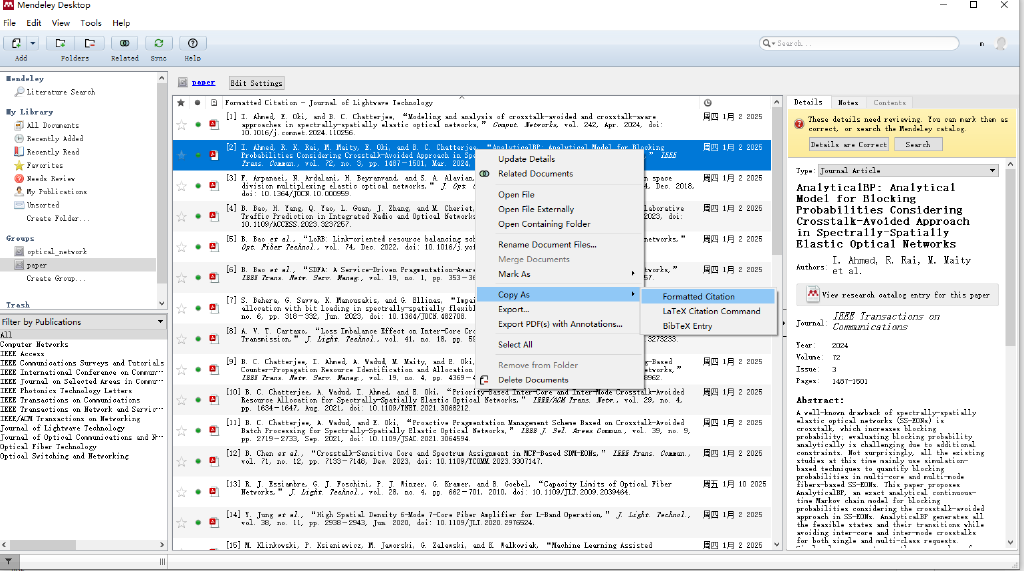 Mendeley Desktop
File Edit View Tools Help
Add Folders Related Sync Help
Search...
Mendeley
Literature Search
My Library
All Documents
Recently Added
Recently Read
Favorites
Needs Review
My Publications
Unsorted
Create Folder...
Groups
optical_network
paper
Create Group...
Trash
Filter by Publications
All
Computer Networks
IEEE Access
IEEE Communications Surveys and Tutorials
IEEE International Conference on Commun···
IEEE Journal on Selected Areas in Commu···
IEEE Photonics Technology Letters
IEEE Transactions on Communications
IEEE Transactions on Network and Servic···
IEEE/ACM Transactions on Networking
Journal of Lightwave Technology
Journal of Optical Communications and N···
Optical Fiber Technology
Optical Switching and Networking
paper Edit Settings
Formatted Citation - Journal of Lightwave Technology
[1] I. Ahmed, E. Oki, and B. C. Chatterjee, “Modeling and analysis of crosstalk-avoided and crosstalk-aware
approaches in spectrally-spatially elastic optical networks,” Comput. Networks, vol. 242, Apr. 2024, doi:
10.1016/j.comnet.2024.110256.
周四 1月 2 2025
[2] I. Ahmed, R. K. Rai, M. Maity, E. Oki, and B. C. Chatterjee, “AnalyticalBP: Analytical Model for Blocking
Probabilities Considering Crosstalk-Avoided Approach in Spe IEEE
Trans. Commun., vol. 72, no. 3, pp. 1487–1501, Mar. 2024,
周四 1月 2 2025
[3] F. Arpanaei, N. Ardalani, H. Beyranvand, and S. A. Alavian, in space
division multiplexing elastic optical networks,” J. Opt. Dec. 2018,
doi: 10.1364/JOCN.10.000959.
周四 1月 2 2025
[4] B. Bao, H. Yang, Q. Yao, L. Guan, J. Zhang, and M. Cheriet, laborative
Traffic Prediction in Integrated Radio and Optical Networks 2023, doi:
10.1109/ACCESS.2023.3237257.
周四 1月 2 2025
[5] B. Bao et al., “LoRB: Link-oriented resource balancing sch etworks,”
Opt. Fiber Technol., vol. 74, Dec. 2022, doi: 10.1016/j.yo
周四 1月 2 2025
[6] B. Bao et al., “SDFA: A Service-Driven Fragmentation-Aware works,”
IEEE Trans. Netw. Serv. Manag., vol. 19, no. 1, pp. 353–36
周四 1月 2 2025
[7] S. Behera, G. Savva, K. Manousakis, and G. Ellinas, “Impai
allocation with bit loading in spectrally-spatially flexib
no. 6, pp. 316–332, Jun. 2023, doi: 10.1364/JOCN.482708.
周四 1月 2 2025
[8] A. V. T. Cartaxo, “Loss Imbalance Effect on Inter-Core Cro
Transmission,” J. Light. Technol., vol. 41, no. 18, pp. 59 3273233.
周四 1月 2 2025
[9] B. C. Chatterjee, I. Ahmed, A. Wadud, M. Maity, and E. Oki, ng-Based
Counter-Propagation Core Resource Identification and Allocation tworks,”
IEEE Trans. Netw. Serv. Manag., vol. 19, no. 4, pp. 4369–4 8962.
周四 1月 2 2025
[10] B. C. Chatterjee, A. Wadud, I. Ahmed, and E. Oki, “Priority-Based Inter-Core and Inter-Mode Crosstalk-Avoided
Resource Allocation for Spectrally-Spatially Elastic Optical Networks,” IEEE/ACM Trans. Netw., vol. 29, no. 4,
pp. 1634–1647, Aug. 2021, doi: 10.1109/TNET.2021.3068212.
周四 1月 2 2025
[11] B. C. Chatterjee, A. Wadud, and E. Oki, “Proactive Fragmentation Management Scheme Based on Crosstalk-Avoided
Batch Processing for Spectrally-Spatially Elastic Optical Networks,” IEEE J. Sel. Areas Commun., vol. 39, no. 9,
pp. 2719–2733, Sep. 2021, doi: 10.1109/JSAC.2021.3064594.
周四 1月 2 2025
[12] B. Chen et al., “Crosstalk-Sensitive Core and Spectrum Assignment in MCF-Based SDM-EONs,” IEEE Trans. Commun.,
vol. 71, no. 12, pp. 7133–7148, Dec. 2023, doi: 10.1109/TCOMM.2023.3307147.
周四 1月 2 2025
[13] R. J. Essiambre, G. J. Foschini, P. J. Winzer, G. Kramer, and B. Goebel, “Capacity Limits of Optical Fiber
Networks,” J. Light. Technol., vol. 28, no. 4, pp. 662–701, 2010, doi: 10.1109/JLT.2009.2039464.
周五 1月 10 2025
[14] Y. Jung et al., “High Spatial Density 6-Mode 7-Core Fiber Amplifier for L-Band Operation,” J. Light. Technol.,
vol. 38, no. 11, pp. 2938–2943, Jun. 2020, doi: 10.1109/JLT.2020.2976524.
周四 1月 2 2025
[15] M. Klinkowski, P. Ksieniewicz, M. Jaworski, G. Zalewski, and K. Walkowiak, “Machine Learning Assisted
周四 1月 2 2025
Update Details
Related Documents
Open File
Open File Externally
Open Containing Folder
Rename Document Files...
Merge Documents
Mark As
Copy As
Export...
Export PDF(s) with Annotations...
Select All
Remove from Folder
Delete Documents
Formatted Citation
LaTeX Citation Command
BibTeX Entry
Details Notes Contents
These details need reviewing. You can mark them as
correct, or search the Mendeley catalog.
Details are Correct Search
Type: Journal Article
AnalyticalBP: Analytical
Model for Blocking
Probabilities Considering
Crosstalk-Avoided Approach
in Spectrally-Spatially
Elastic Optical Networks
Authors: I. Ahmed, R. Rai, M. Maity
et al.
View research catalog entry for this paper
Journal: IEEE Transactions on
Communications
Year: 2024
Volume: 72
Issue: 3
Pages: 1487-1501
Abstract:
A well-known drawback of spectrally-spatially
elastic optical networks (SS-EONs) is
crosstalk, which increases blocking
probability; evaluating blocking probability
analytically is challenging due to additional
constraints. Not surprisingly, all the existing
studies at this time mainly use simulation-
based techniques to quantify blocking
probabilities in multi-core and multi-mode
fibers-based SS-EONs. This paper proposes
AnalyticalBP, an exact analytical continuous-
time Markov chain model for blocking
probabilities considering the crosstalk-avoided
approach in SS-EONs. AnalyticalBP generates all
the feasible states and their transitions while
avoiding inter-core and inter-mode crosstalks
for both single and multi-class requests.